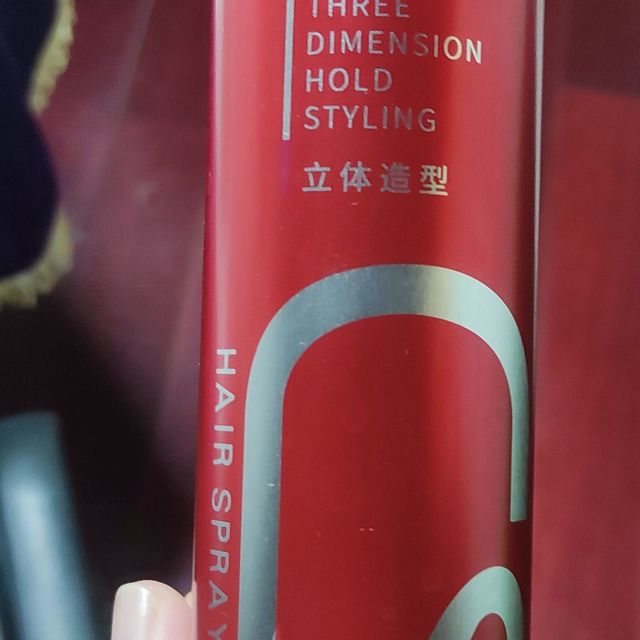 THREE
DIMENSION
HOLD
STYLING
立体造型
HAIR SPRAY